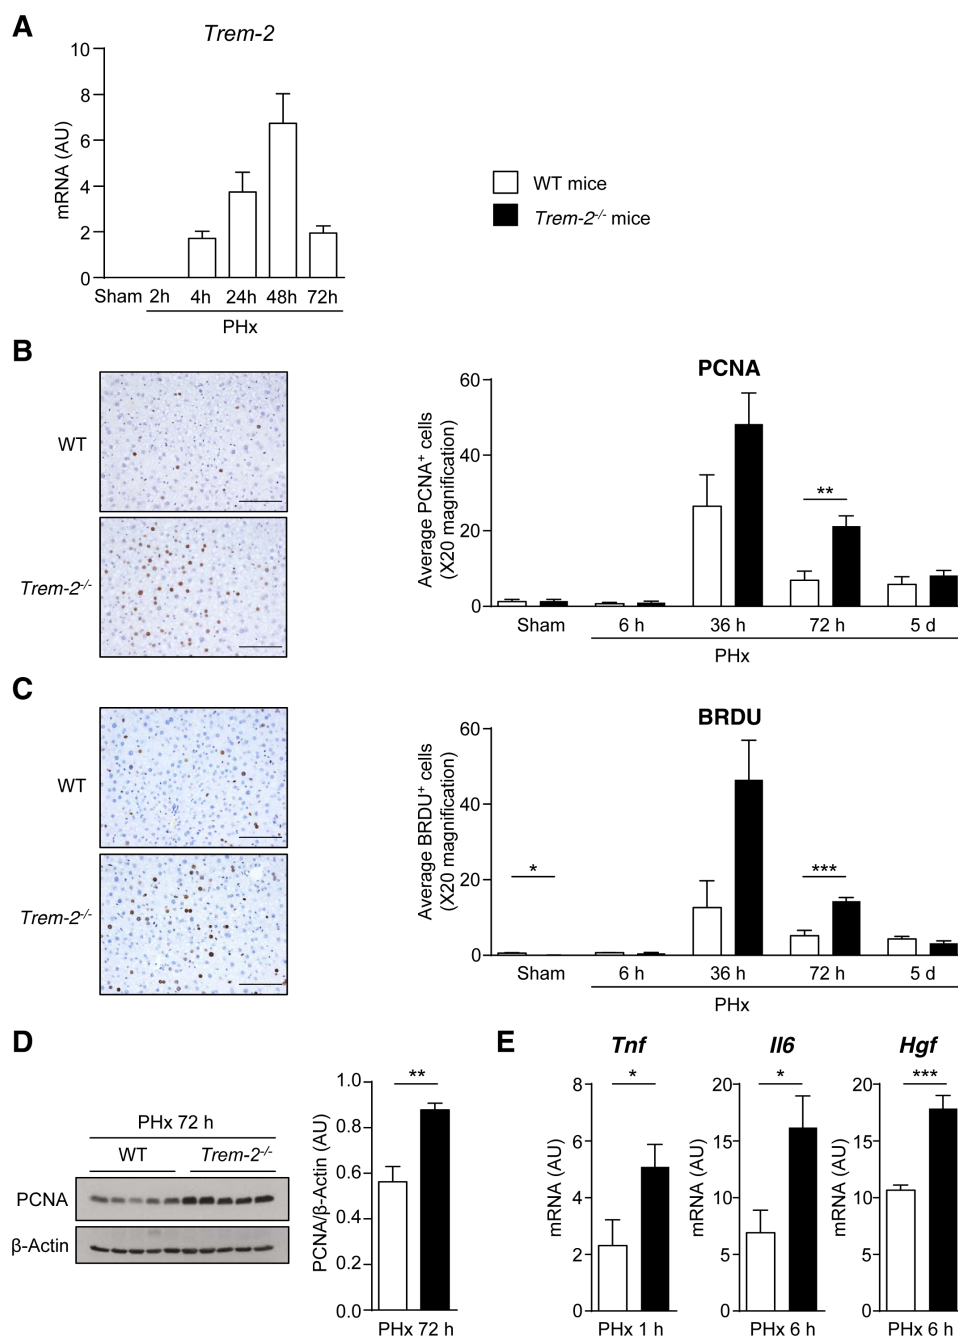 A
Trem-2
10
8
6
4
2
0
mRNA (AU)
Sham 2h 4h 24h 48h 72h
PHx
WT mice
Trem-2-/- mice
B
WT
Trem-2-/-
PCNA
60
40
20
0
Average PCNA+ cells
(X20 magnification)
**
Sham 6 h 36 h 72 h 5 d
PHx
C
WT
Trem-2-/-
BRDU
60
40
20
0
Average BRDU+ cells
(X20 magnification)
* ***
Sham 6 h 36 h 72 h 5 d
PHx
D
PHx 72 h
WT Trem-2-/-
PCNA
β-Actin
1.0
0.8
0.6
0.4
0.2
0.0
PCNA/β-Actin (AU)
**
PHx 72 h
E
Tnf
*
8
6
4
2
0
mRNA (AU)
PHx 1 h
Il6
*
20
15
10
5
0
mRNA (AU)
PHx 6 h
Hgf
***
20
15
10
5
0
mRNA (AU)
PHx 6 h